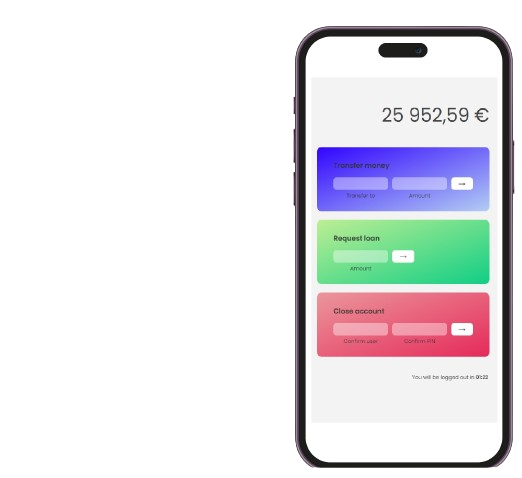 25 952,59 €
Transfer money
→
Transfer to Amount
Request loan
→
Amount
Close account
→
Confirm user Confirm PIN
You will be logged out in 01:22